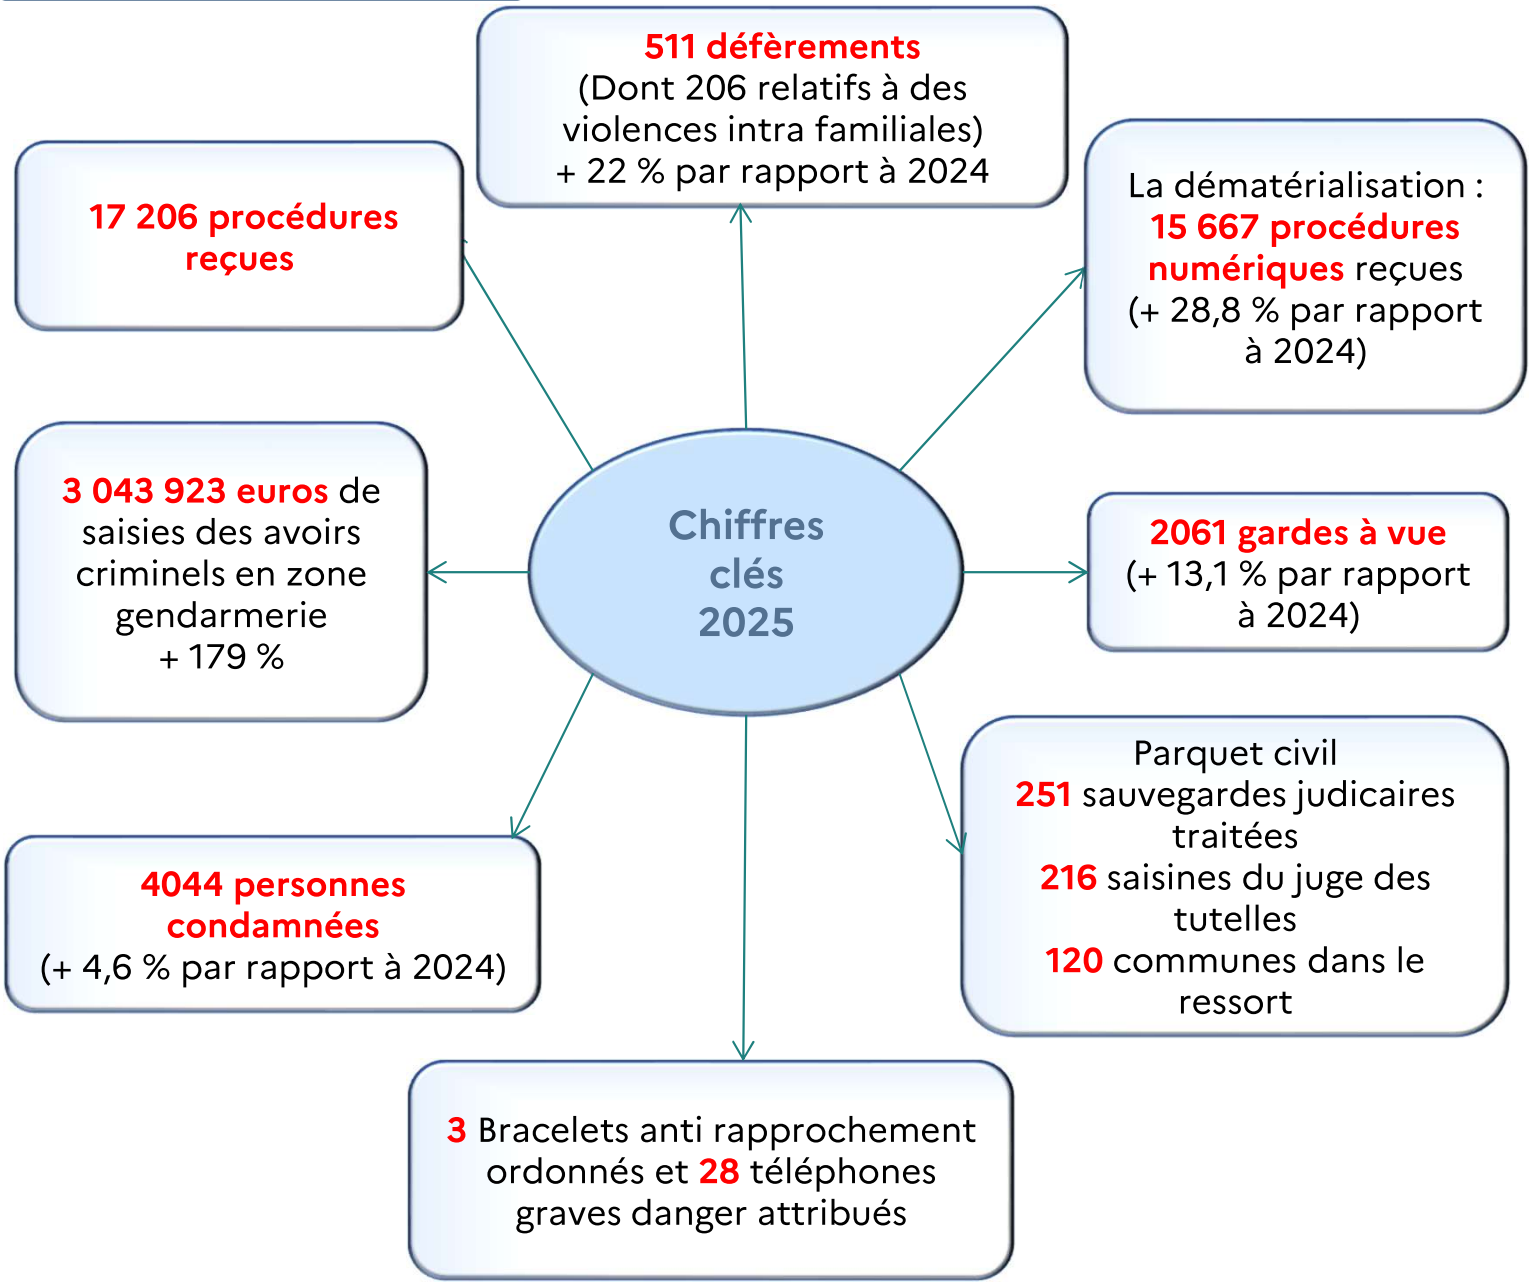 511 défèrements
(Dont 206 relatifs à des
violences intra familiales)
+ 22 % par rapport à 2024
17 206 procédures
reçues
La dématérialisation :
15 667 procédures
numériques reçues
(+ 28,8 % par rapport
à 2024)
3 043 923 euros de
saisies des avoirs
criminels en zone
gendarmerie
+ 179 %
Chiffres
clés
2025
2061 gardes à vue
(+ 13,1 % par rapport
à 2024)
Parquet civil
251 sauvegardes judicaires
traitées
216 saisines du juge des
tutelles
120 communes dans le
ressort
4044 personnes
condamnées
(+ 4,6 % par rapport à 2024)
3 Bracelets anti rapprochement
ordonnés et 28 téléphones
graves danger attribués